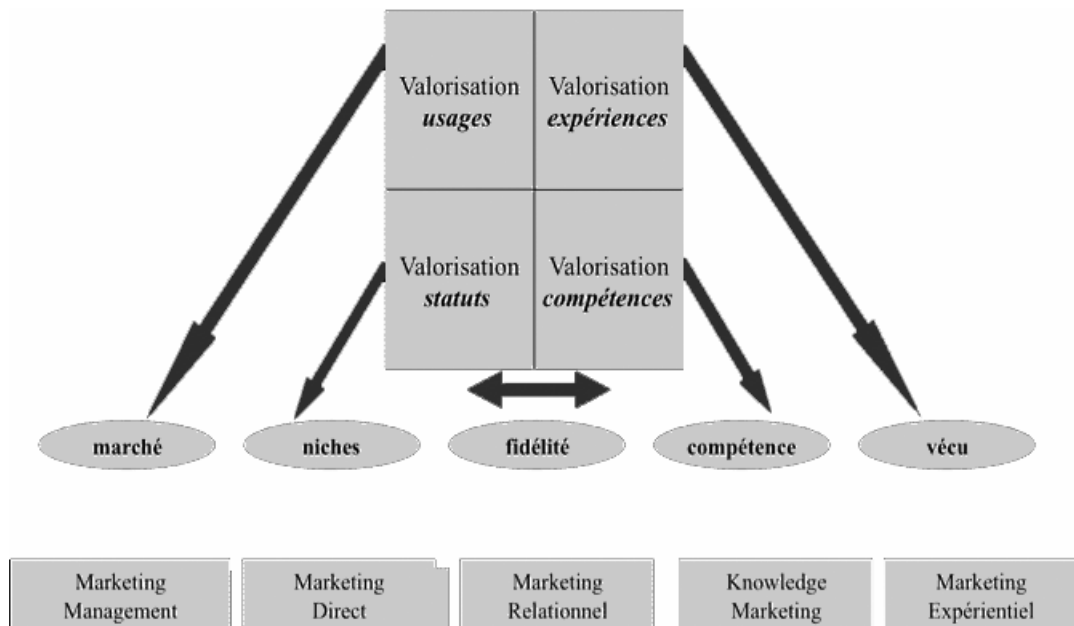 Valorisation
usages
Valorisation
expériences
Valorisation
statuts
Valorisation
compétences
marché
niches
fidélité
compétence
vécu
Marketing
Management
Marketing
Direct
Marketing
Relationnel
Knowledge
Marketing
Marketing
Expérientiel